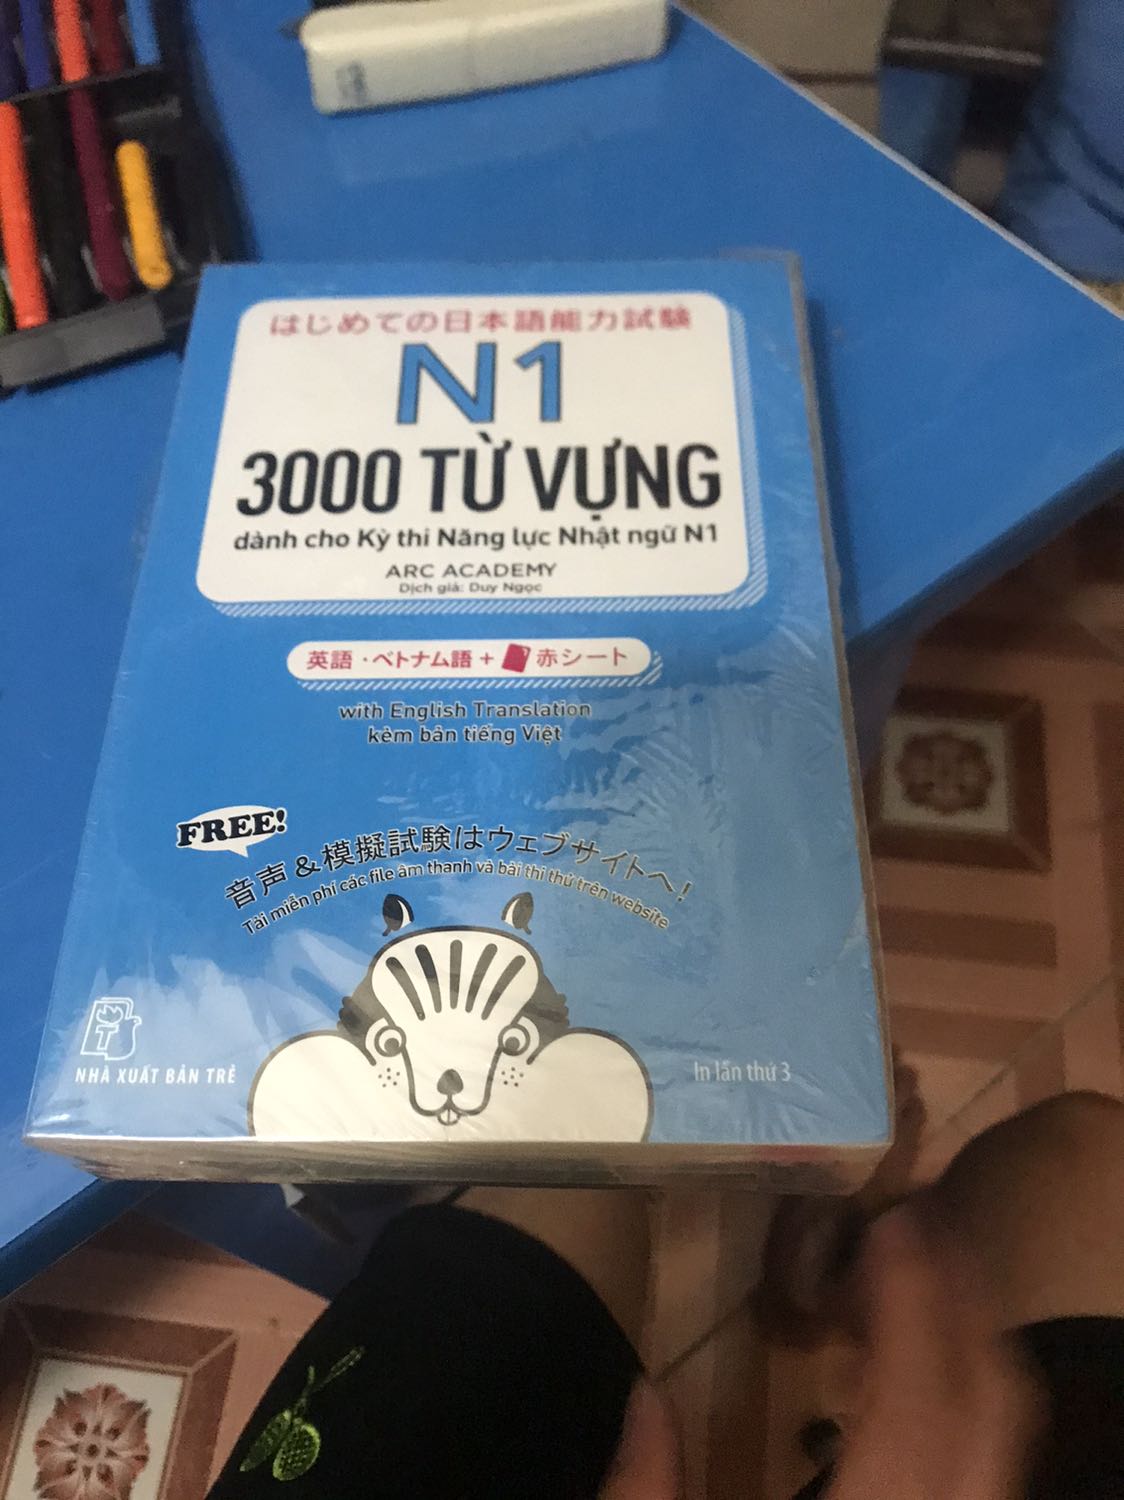 はじめての日本語能力試験
N1
3000 TỪ VỰNG
dành cho Kỳ thi Năng lực Nhật ngữ N1
ARC ACADEMY
Dịch giả: Duy Ngọc
英語・ベトナム語 + 赤シート
with English Translation
kèm bản tiếng Việt
FREE!
音声&模擬試験はウェブサイトへ!
Tải miễn phí các file âm thanh và bài thi thử trên website
T
NHÀ XUẤT BẢN TRẺ
In lần thứ 3